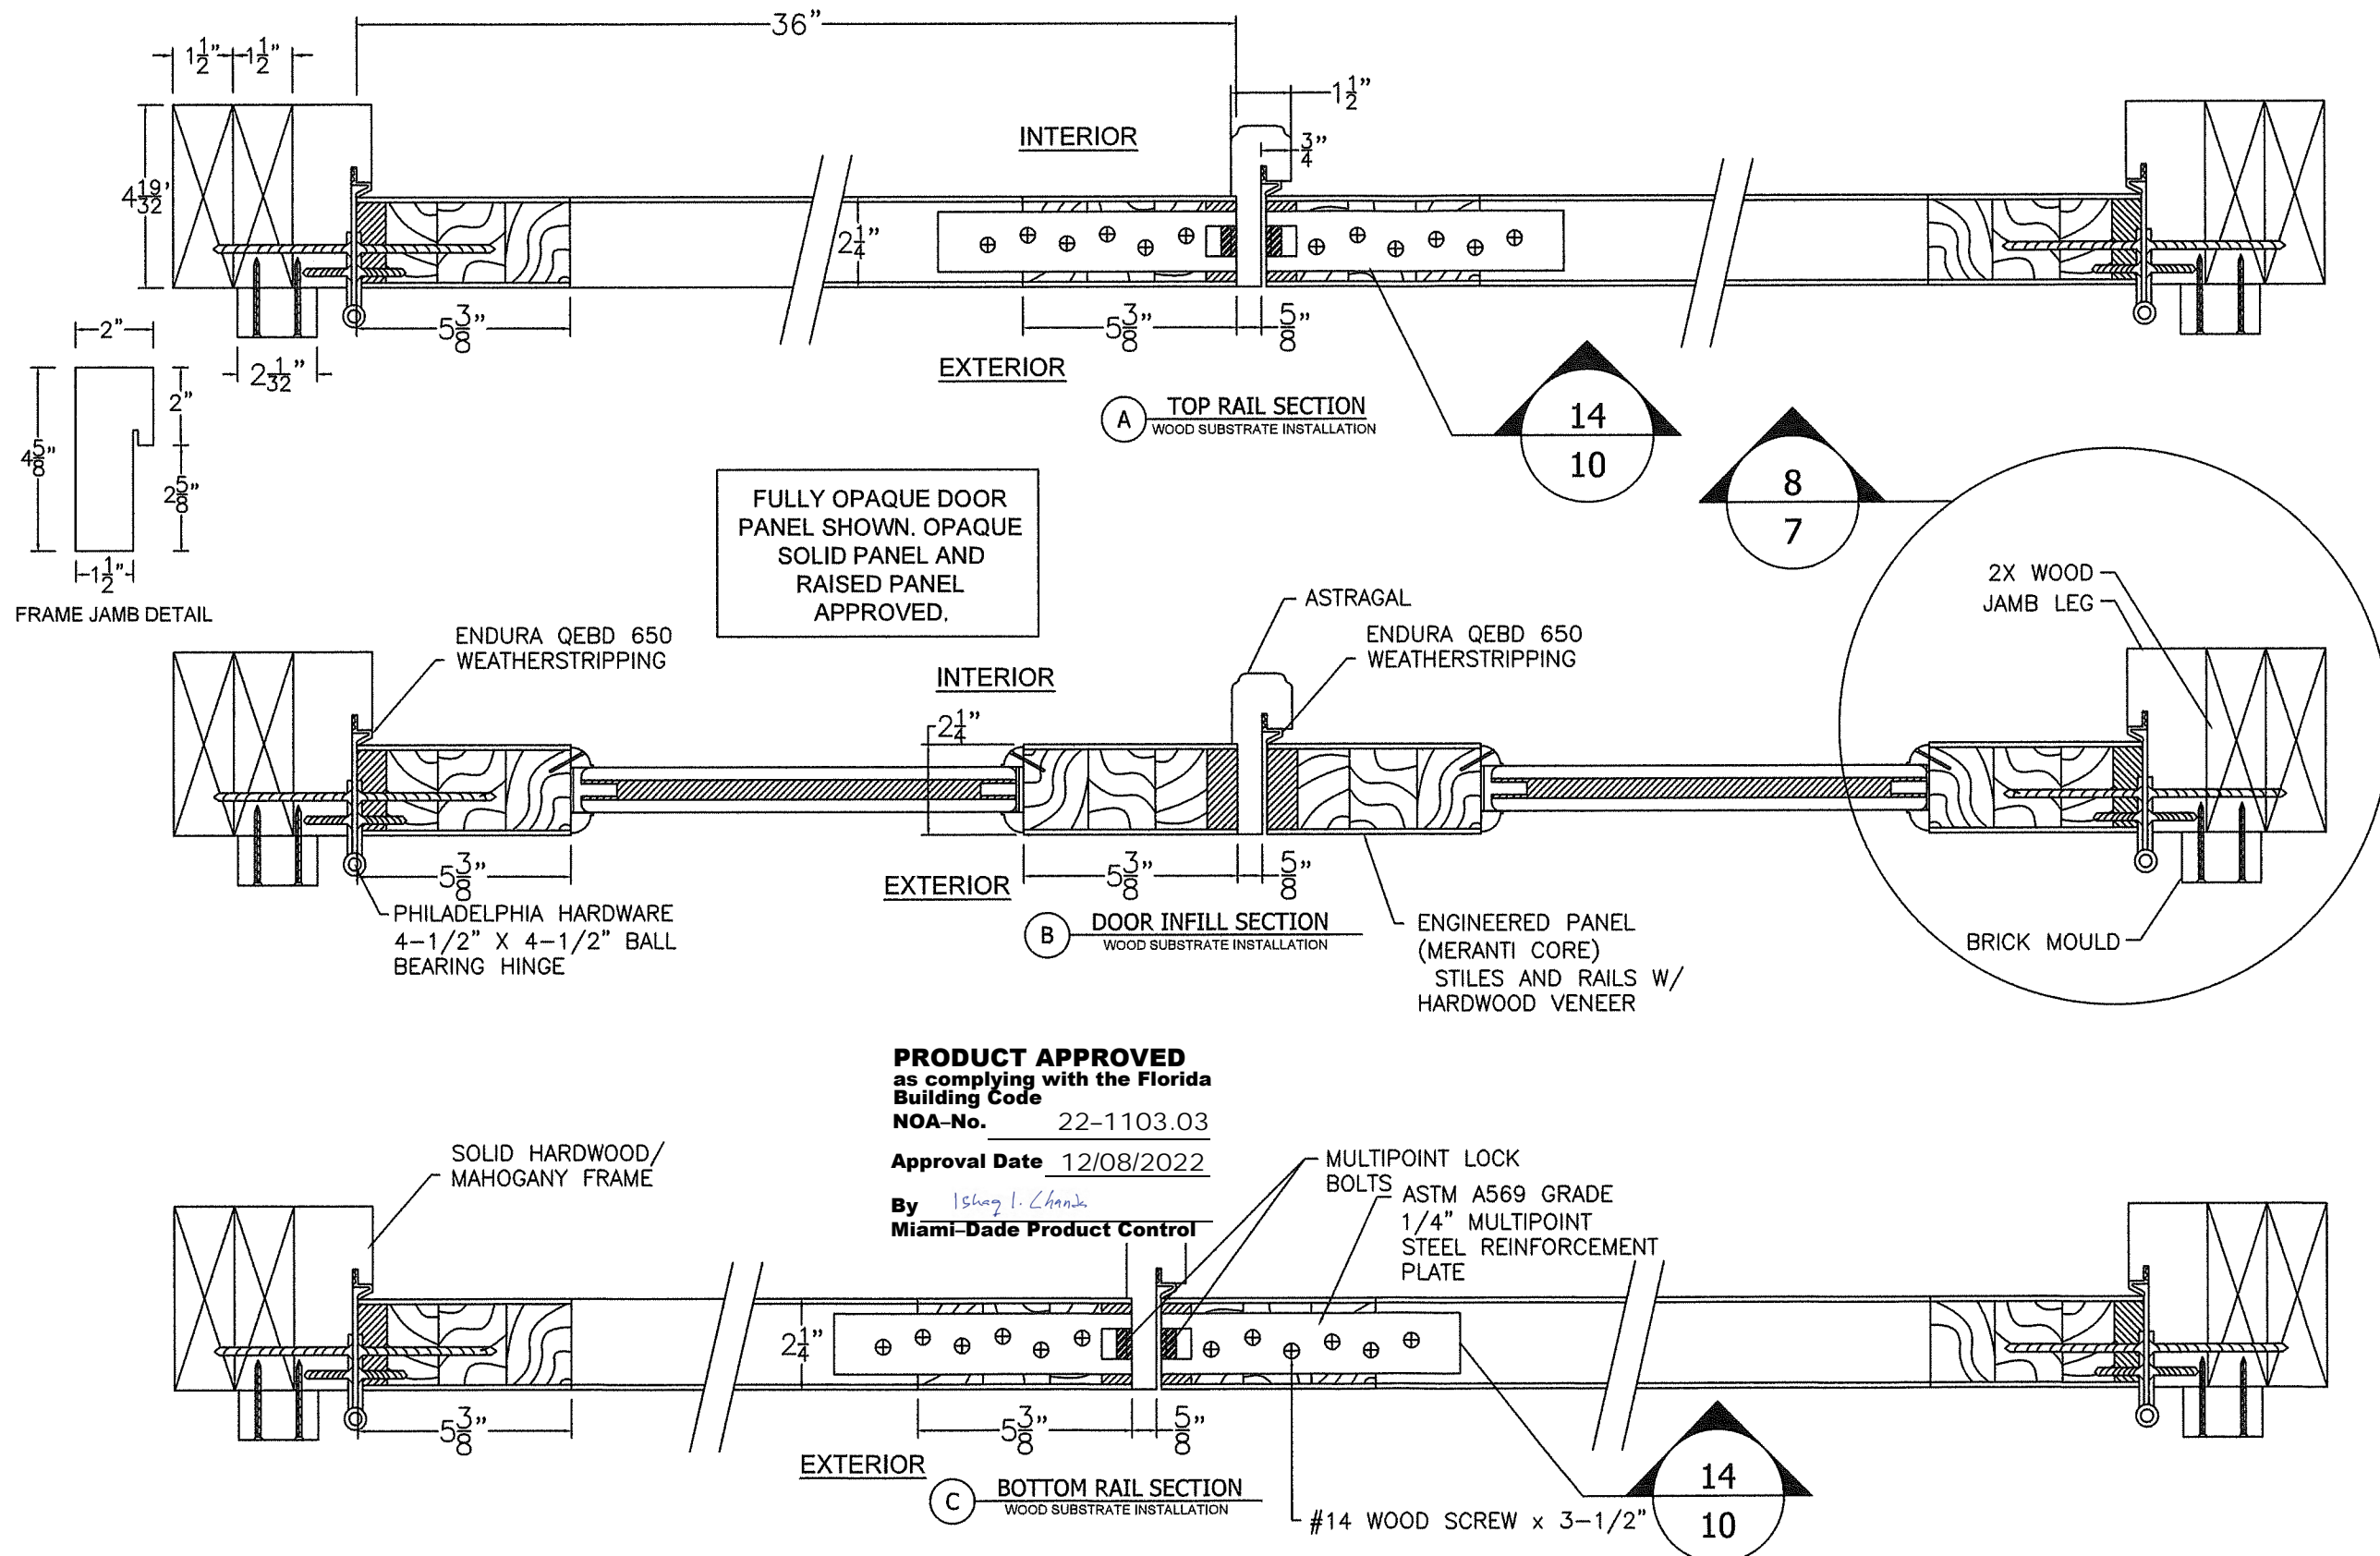 36"
1 1/2" 1 1/2"
1 1/2"
INTERIOR
3/4"
4 19/32'
2 1/4"
5 3/8"
5 3/8"
5/8"
2 1/32"
EXTERIOR
A TOP RAIL SECTION
WOOD SUBSTRATE INSTALLATION
14
10
2"
2"
4 5/8"
2 5/8"
1 1/2"
FRAME JAMB DETAIL
FULLY OPAQUE DOOR
PANEL SHOWN. OPAQUE
SOLID PANEL AND
RAISED PANEL
APPROVED.
8
7
2X WOOD
JAMB LEG
ENDURA QEBD 650
WEATHERSTRIPPING
ASTRAGAL
ENDURA QEBD 650
WEATHERSTRIPPING
INTERIOR
2 1/4"
5 3/8"
5 3/8"
5/8"
EXTERIOR
PHILADELPHIA HARDWARE
4-1/2" X 4-1/2" BALL
BEARING HINGE
B DOOR INFILL SECTION
WOOD SUBSTRATE INSTALLATION
ENGINEERED PANEL
(MERANTI CORE)
STILES AND RAILS W/
HARDWOOD VENEER
BRICK MOULD
PRODUCT APPROVED
as complying with the Florida
Building Code
NOA-No. 22-1103.03
Approval Date 12/08/2022
By
Miami-Dade Product Control
SOLID HARDWOOD/
MAHOGANY FRAME
MULTIPOINT LOCK
BOLTS
ASTM A569 GRADE
1/4" MULTIPOINT
STEEL REINFORCEMENT
PLATE
2 1/4"
5 3/8"
5 3/8"
5/8"
EXTERIOR
C BOTTOM RAIL SECTION
WOOD SUBSTRATE INSTALLATION
#14 WOOD SCREW x 3-1/2"
14
10